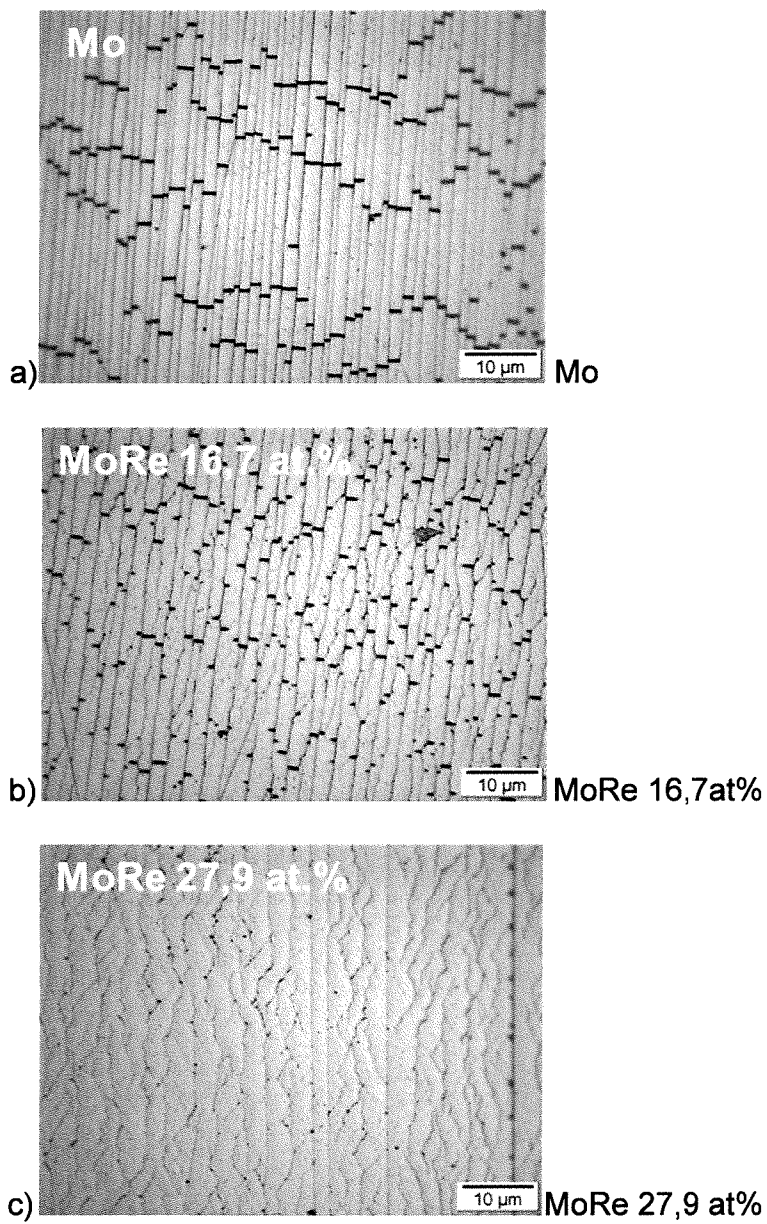 Mo
10 µm
a)
Mo
MoRe 16,7 at.%
10 µm
b)
MoRe 16,7at%
MoRe 27,9 at.%
10 µm
c)
MoRe 27,9 at%